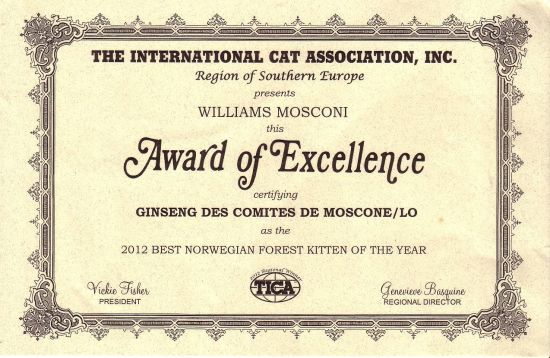 THE INTERNATIONAL CAT ASSOCIATION, INC.
Region of Southern Europe
presents
WILLIAMS MOSCONI
this
Award of Excellence
certifying
GINSENG DES COMITES DE MOSCONE/LO
as the
2012 BEST NORWEGIAN FOREST KITTEN OF THE YEAR
Vickie Fisher
PRESIDENT
TICA
Genevieve Basquine
REGIONAL DIRECTOR